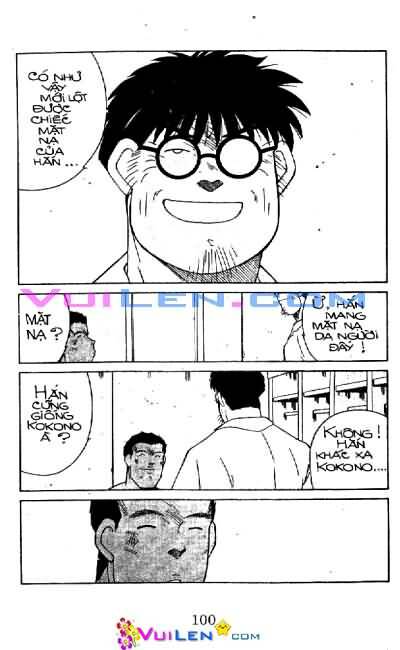 CÓ NHƯ
VẬY
MỚI LỘT
ĐƯỢC
CHIẾC
MẶT
NẠ
CỦA
HẮN...
MẶT
NẠ?
Ừ, HẮN
MANG
MẶT NẠ
DA NGƯỜI
ĐẤY!
VUILEN.COM
HẮN
CŨNG
GIỐNG
KOKONO
À?
KHÔNG!
HẮN
KHÁC XA
KOKONO....
100
VUILEN.COM